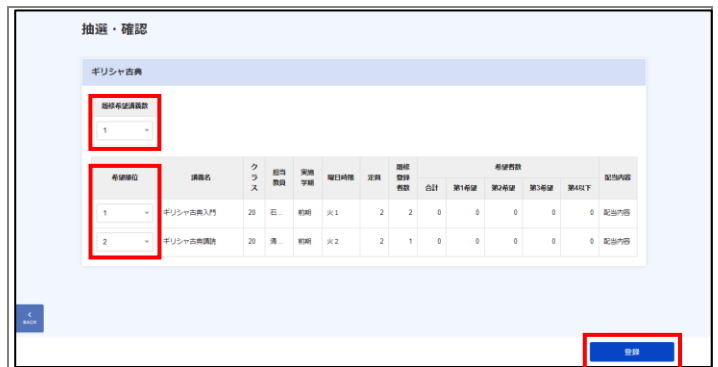 抽選・確認
ギリシャ古典
履修希望講義数
1
希望順位 講義名 クラス 担当教員 実施学期 曜日時限 定員 履修登録者数 希望者数 配当内容
合計 第1希望 第2希望 第3希望 第4以下
1 ギリシャ古典入門 20 石... 前期 火1 2 2 0 0 0 0 0 配当内容
2 ギリシャ古典講読 20 清... 前期 火2 2 1 0 0 0 0 0 配当内容
BACK
登録